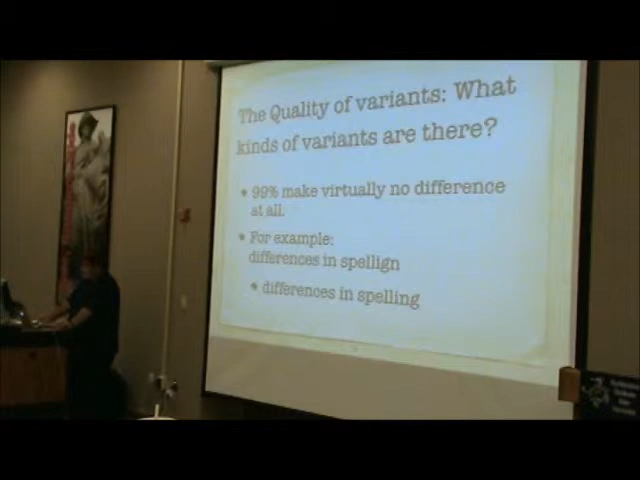 The Quality of variants: What
kinds of variants are there?
99% make virtually no difference
at all.
For example:
differences in spellign
differences in spelling